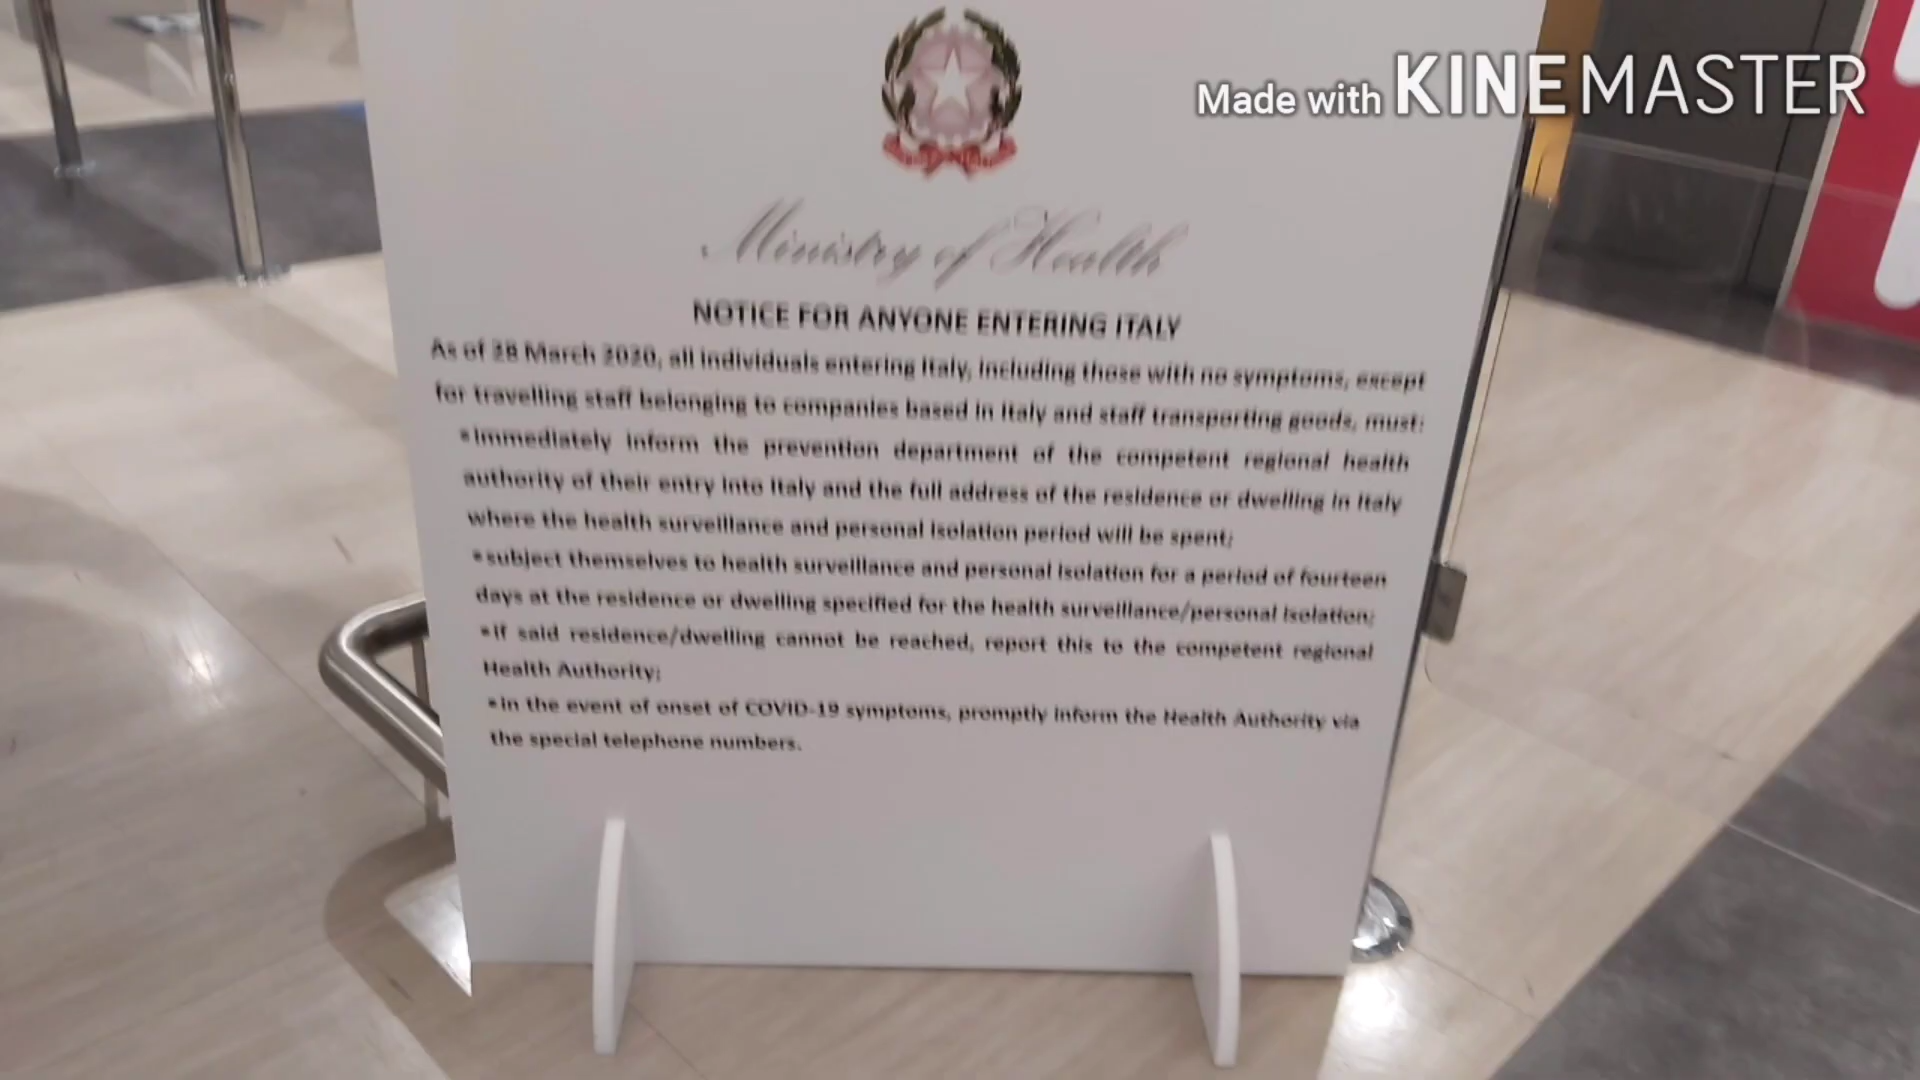 Made with KINEMASTER
Ministry of Health
NOTICE FOR ANYONE ENTERING ITALY
As of 28 March 2020, all individuals entering Italy, including those with no symptoms, except
for travelling staff belonging to companies based in Italy and staff transporting goods, must:
•immediately inform the prevention department of the competent regional health
authority of their entry into Italy and the full address of the residence or dwelling in Italy
where the health surveillance and personal isolation period will be spent;
•subject themselves to health surveillance and personal isolation for a period of fourteen
days at the residence or dwelling specified for the health surveillance/personal isolation;
•if said residence/dwelling cannot be reached, report this to the competent regional
Health Authority;
•in the event of onset of COVID-19 symptoms, promptly inform the Health Authority via
the special telephone numbers.